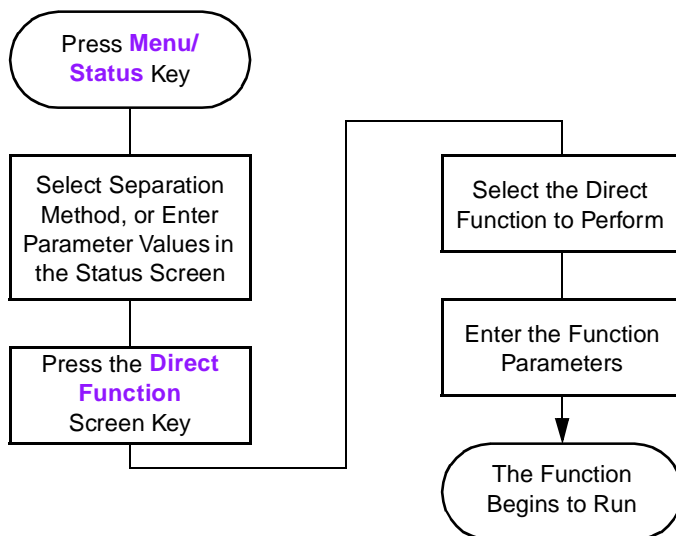 Press Menu/
Status Key
Select Separation
Method, or Enter
Parameter Values in
the Status Screen
Press the Direct
Function
Screen Key
Select the Direct
Function to Perform
Enter the Function
Parameters
The Function
Begins to Run